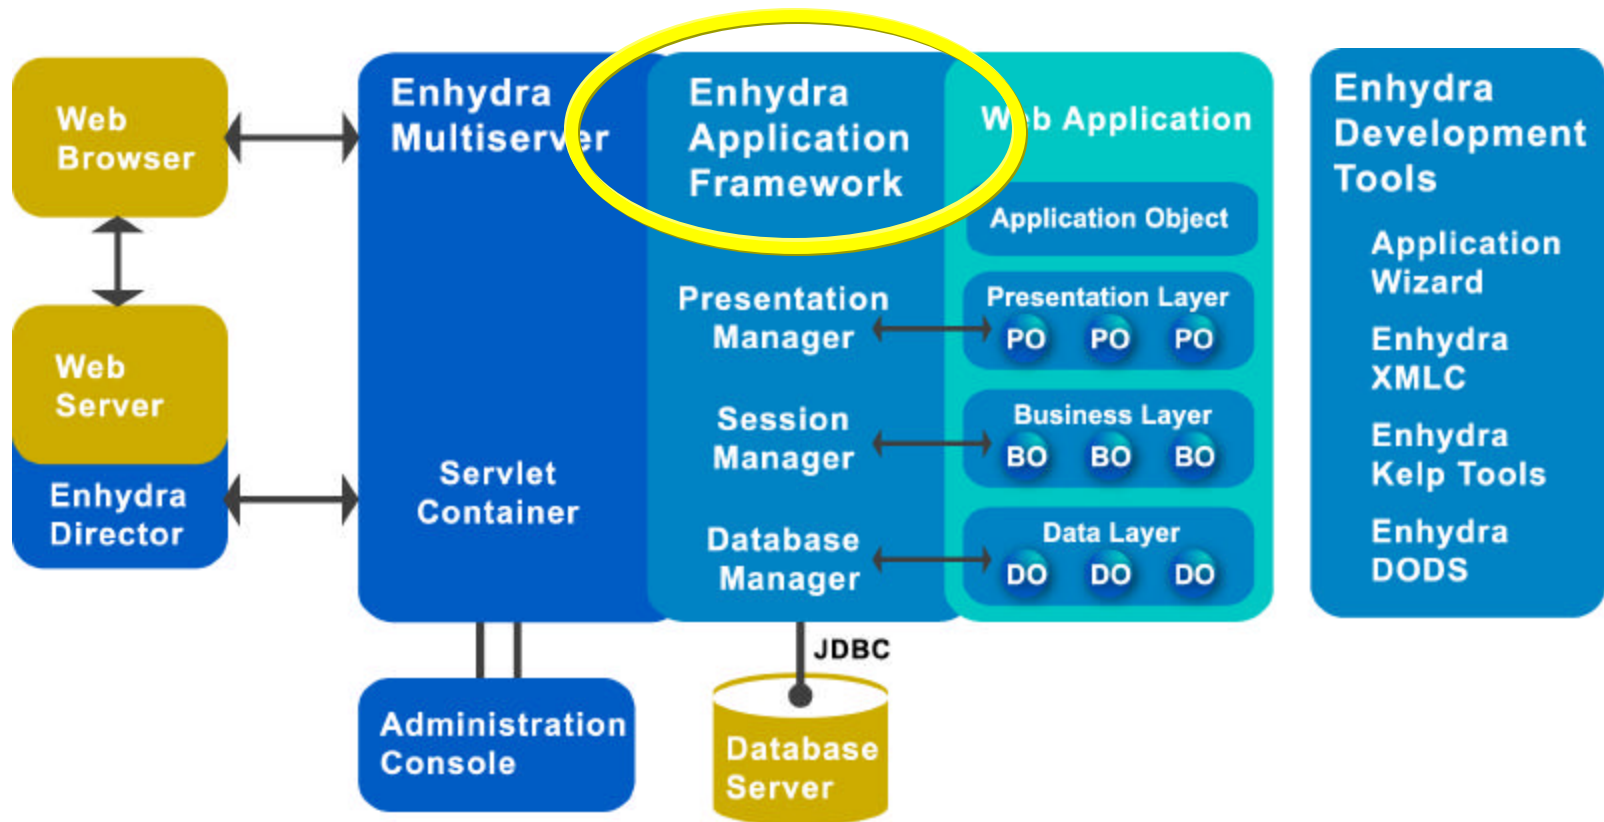 Web
Browser
Web
Server
Enhydra
Director
Enhydra
Multiserver
Servlet
Container
Administration
Console
Enhydra
Application
Framework
Presentation
Manager
Session
Manager
Database
Manager
JDBC
Database
Server
Web Application
Application Object
Presentation Layer
PO PO PO
Business Layer
BO BO BO
Data Layer
DO DO DO
Enhydra
Development
Tools
Application
Wizard
Enhydra
XMLC
Enhydra
Kelp Tools
Enhydra
DODS